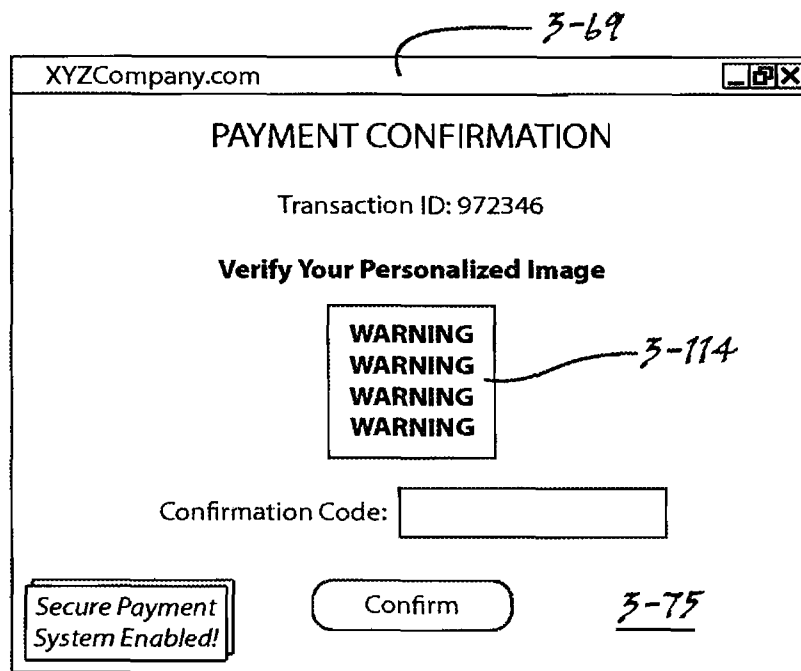 3-69
XYZCompany.com
PAYMENT CONFIRMATION
Transaction ID: 972346
Verify Your Personalized Image
WARNING
WARNING
WARNING
WARNING
3-114
Confirmation Code:
Secure Payment
System Enabled!
Confirm
3-75